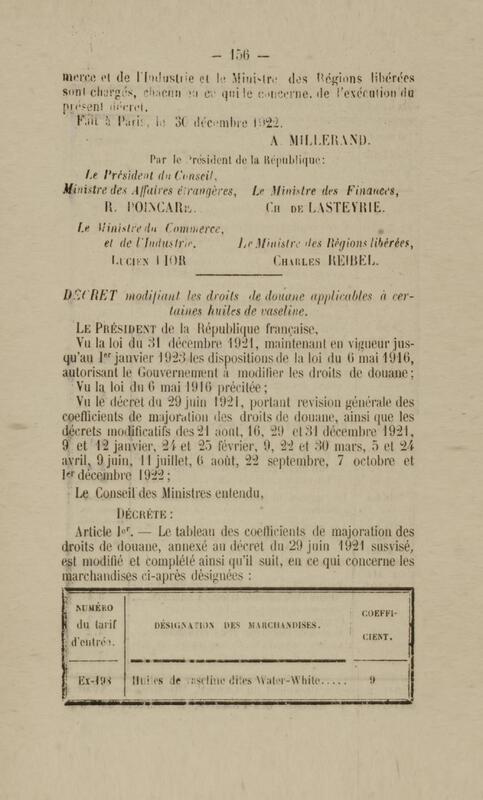 — 156 —
merce et de l'Industrie et le Ministre des Régions libérées
sont chargés, chacun en ce qui le concerne, de l'exécution du
présent décret.
Fait à Paris, le 30 décembre 1922.
A. MILLERAND.
Par le Président de la République:
Le Président du Conseil,
Ministre des Affaires étrangères, Le Ministre des Finances,
R. POINCARÉ. CH DE LASTEYRIE.
Le Ministre du Commerce,
et de l'Industrie. Le Ministre des Régions libérées,
LUCIEN DIOR CHARLES REIBEL.
DÉCRET modifiant les droits de douane applicables à cer-
taines huiles de vaseline.
LE PRÉSIDENT de la République française,
Vu la loi du 31 décembre 1921, maintenant en vigueur jus-
qu'au 1er janvier 1923 les dispositions de la loi du 6 mai 1916,
autorisant le Gouvernement à modifier les droits de douane;
Vu la loi du 6 mai 1916 précitée;
Vu le décret du 29 juin 1921, portant revision générale des
coefficients de majoration des droits de douane, ainsi que les
décrets modificatifs des 21 août, 16, 29 et 31 décembre 1921,
9 et 12 janvier, 24 et 25 février, 9, 22 et 30 mars, 5 et 24
avril, 9 juin, 11 juillet, 6 août, 22 septembre, 7 octobre et
1er décembre 1922;
Le Conseil des Ministres entendu,
DÉCRÈTE:
Article 1er. — Le tableau des coefficients de majoration des
droits de douane, annexé au décret du 29 juin 1921 susvisé,
est modifié et complété ainsi qu'il suit, en ce qui concerne les
marchandises ci-après désignées:
NUMÉRO
du tarif
d'entrée.
DÉSIGNATION DES MARCHANDISES.
COEFFI-
CIENT.
Ex-198 Huiles de vaseline dites Water-White..... 9